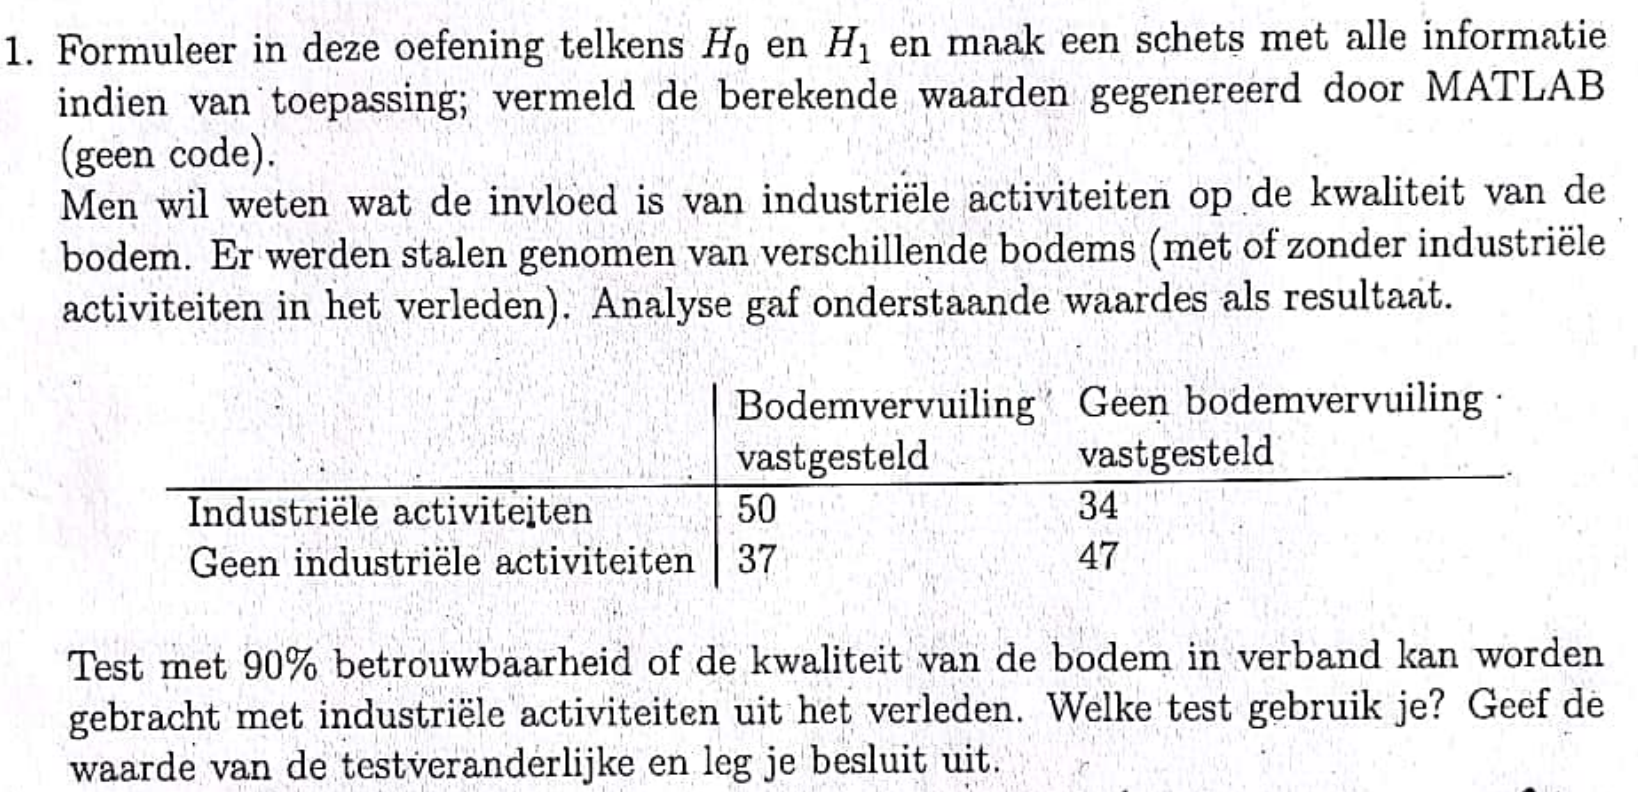 1. Formuleer in deze oefening telkens H₀ en H₁ en maak een schets met alle informatie
indien van toepassing; vermeld de berekende waarden gegenereerd door MATLAB
(geen code).
Men wil weten wat de invloed is van industriële activiteiten op de kwaliteit van de
bodem. Er werden stalen genomen van verschillende bodems (met of zonder industriële
activiteiten in het verleden). Analyse gaf onderstaande waardes als resultaat.
Bodemvervuiling Geen bodemvervuiling
vastgesteld vastgesteld
Industriële activiteiten 50 34
Geen industriële activiteiten 37 47
Test met 90% betrouwbaarheid of de kwaliteit van de bodem in verband kan worden
gebracht met industriële activiteiten uit het verleden. Welke test gebruik je? Geef de
waarde van de testveranderlijke en leg je besluit uit.